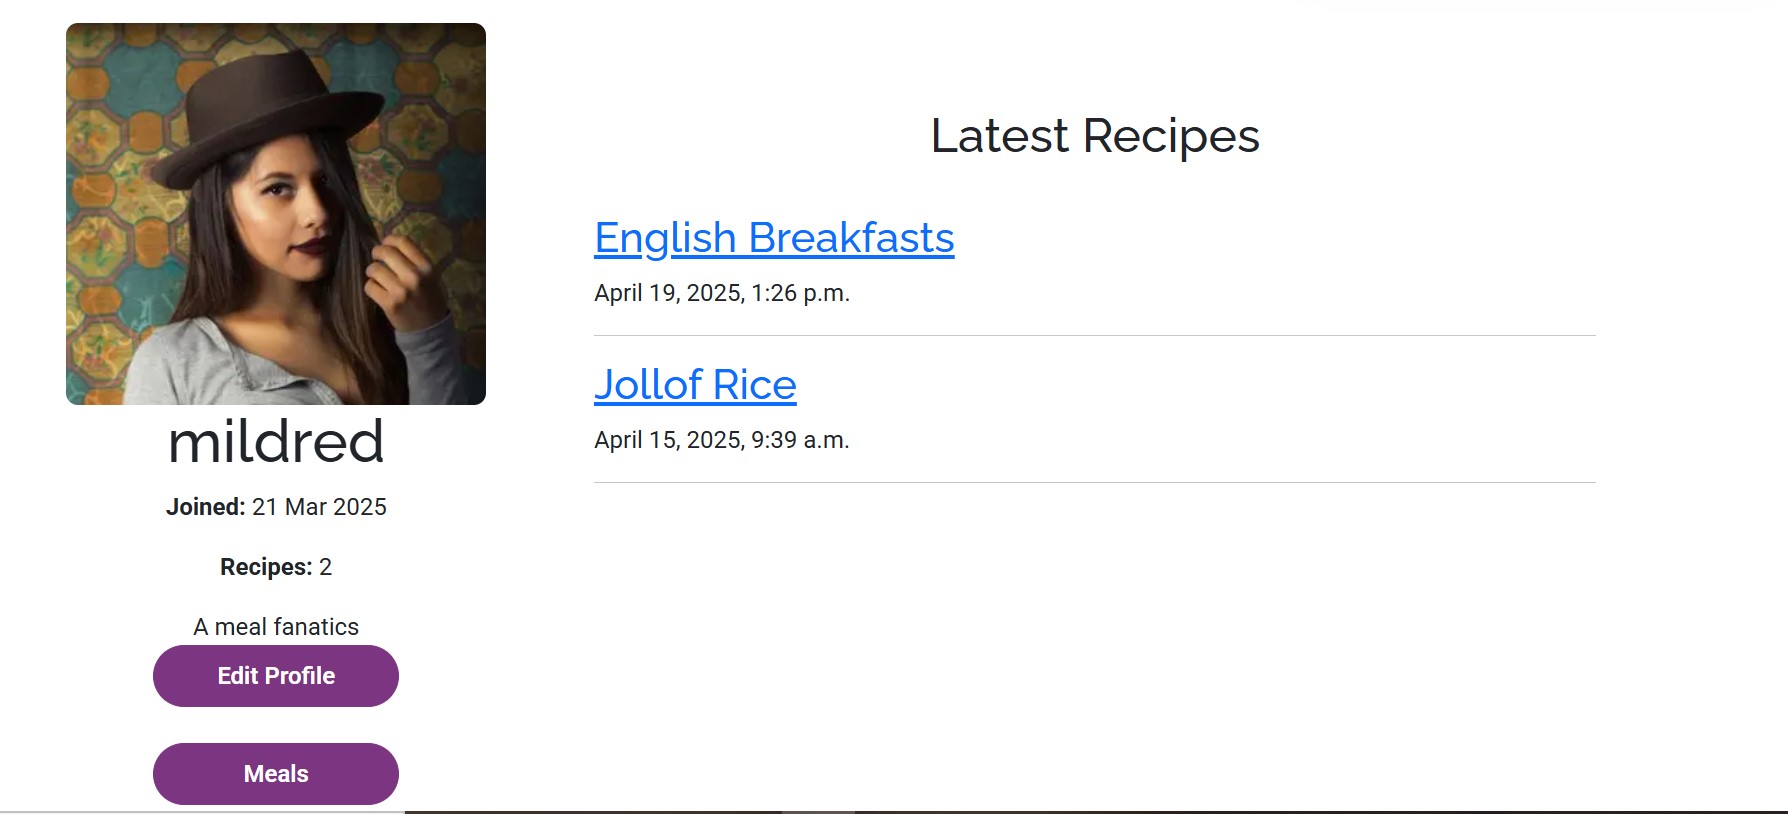 mildred
Joined: 21 Mar 2025
Recipes: 2
A meal fanatics
Edit Profile
Meals
Latest Recipes
English Breakfasts
April 19, 2025, 1:26 p.m.
Jollof Rice
April 15, 2025, 9:39 a.m.